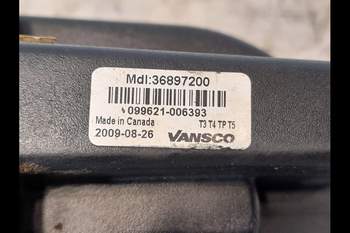 Mdl:36897200
099621-006393
Made in Canada T3 T4 TP T5
2009-08-26 VANSCO